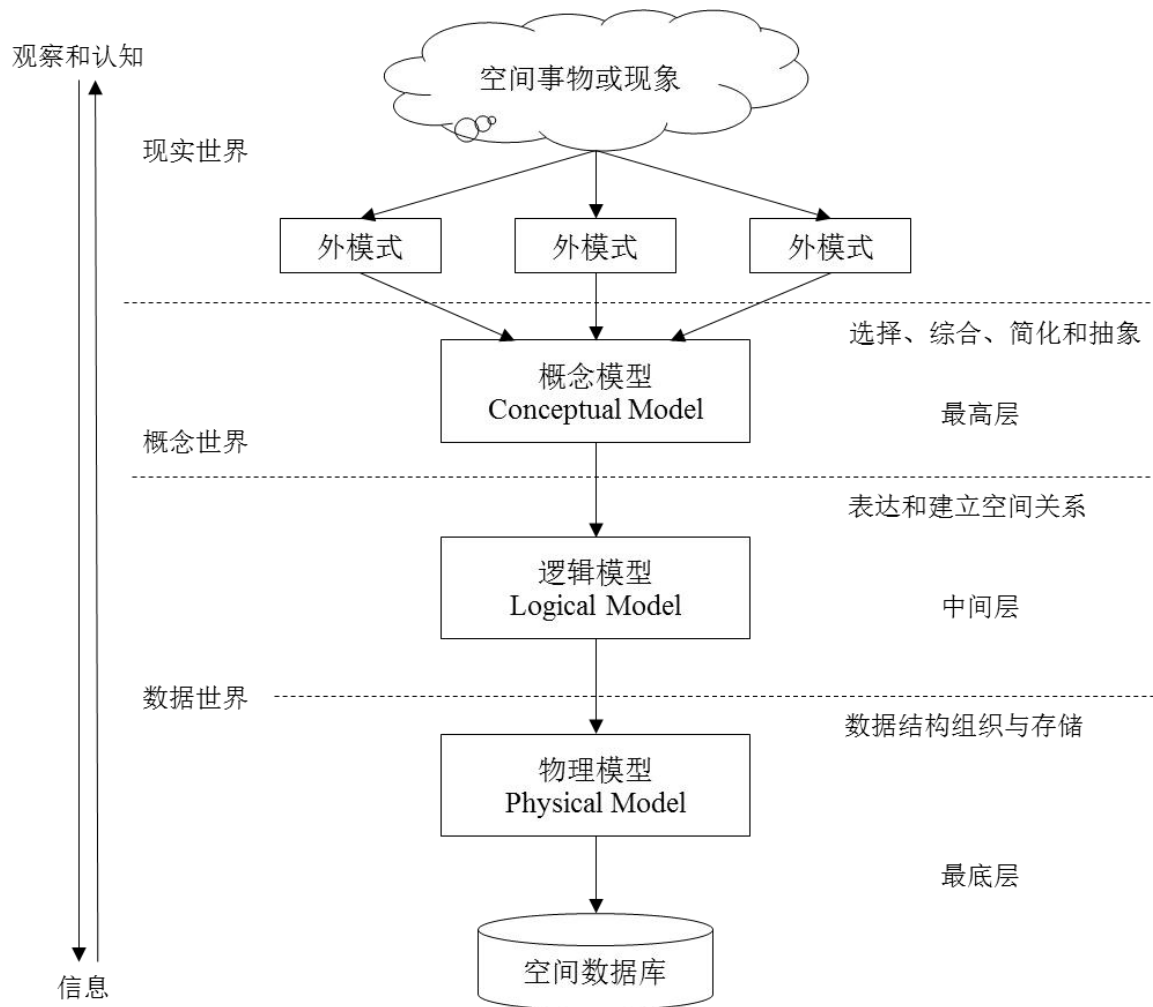 观察和认知
空间事物或现象
现实世界
外模式
外模式
外模式
选择、综合、简化和抽象
概念模型
Conceptual Model
最高层
概念世界
表达和建立空间关系
逻辑模型
Logical Model
中间层
数据世界
数据结构组织与存储
物理模型
Physical Model
最底层
空间数据库
信息